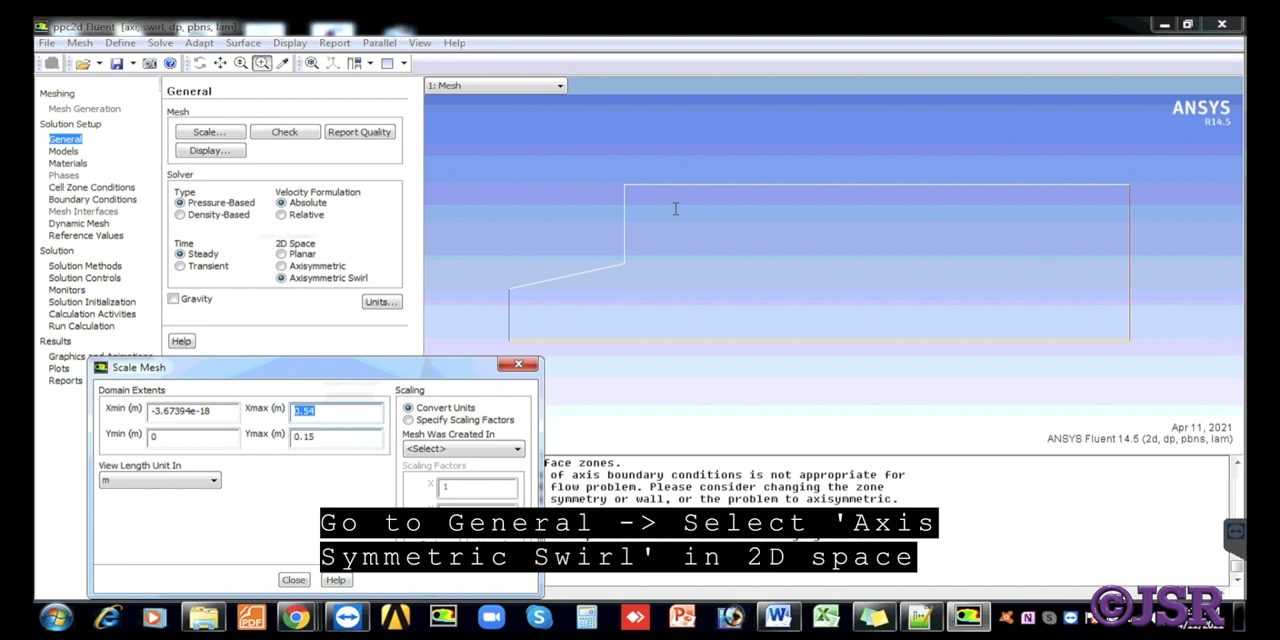 ppc2d Fluent [axi, swirl, dp, pbns, lam]
File Mesh Define Solve Adapt Surface Display Report Parallel View Help
Meshing
Mesh Generation
Solution Setup
General
Models
Materials
Phases
Cell Zone Conditions
Boundary Conditions
Mesh Interfaces
Dynamic Mesh
Reference Values
Solution
Solution Methods
Solution Controls
Monitors
Solution Initialization
Calculation Activities
Run Calculation
Results
Graphics and Animations
Plots
Reports
General
Mesh
Scale... Check Report Quality
Display...
Solver
Type Velocity Formulation
Pressure-Based Absolute
Density-Based Relative
Time 2D Space
Steady Planar
Transient Axisymmetric
Axisymmetric Swirl
Gravity Units...
Help
1: Mesh
ANSYS
R14.5
Apr 11, 2021
ANSYS Fluent 14.5 (2d, dp, pbns, lam)
Scale Mesh
Domain Extents
Xmin (m) -3.67394e-18 Xmax (m) 0.54
Ymin (m) 0 Ymax (m) 0.15
View Length Unit In
m
Scaling
Convert Units
Specify Scaling Factors
Mesh Was Created In
<Select>
Scaling Factors
X 1
Close Help
face zones.
of axis boundary conditions is not appropriate for
flow problem. Please consider changing the zone
symmetry or wall, or the problem to axisymmetric.
Go to General -> Select 'Axis
Symmetric Swirl' in 2D space
©JSR